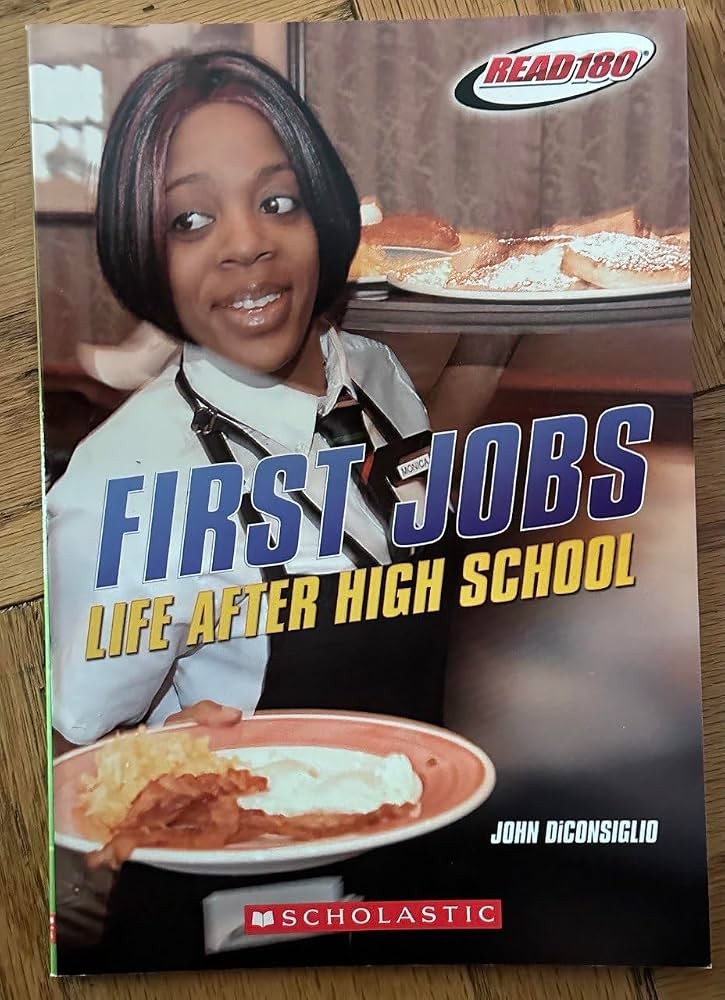 READ 180®
MONICA
FIRST JOBS
LIFE AFTER HIGH SCHOOL
JOHN DiCONSIGLIO
SCHOLASTIC